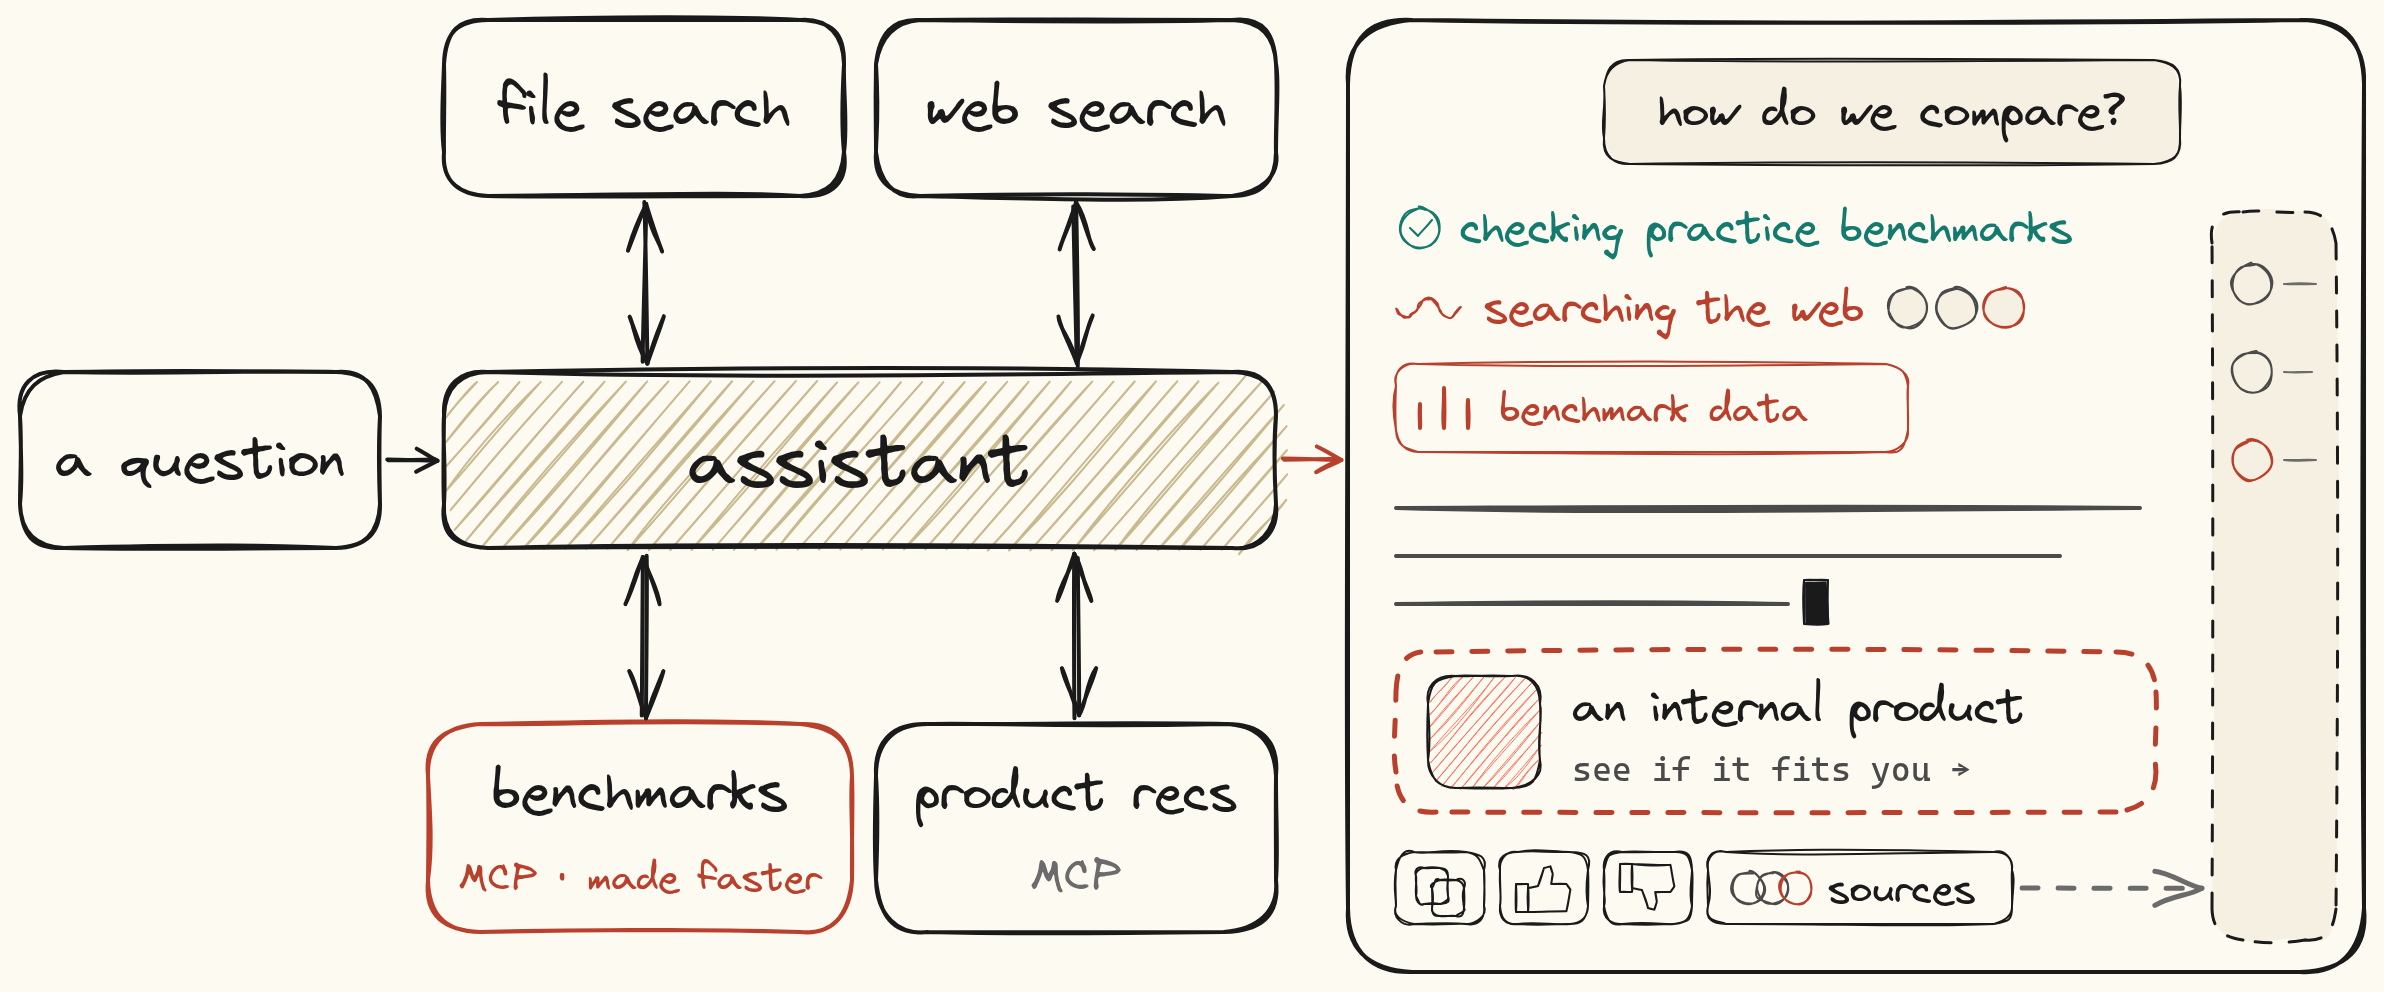 file search
web search
a question
assistant
benchmarks
MCP · made faster
product recs
MCP
how do we compare?
checking practice benchmarks
searching the web
benchmark data
an internal product
see if it fits you →
sources